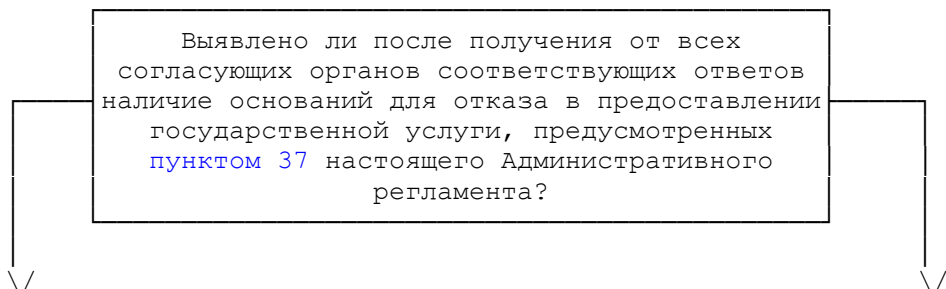 Выявлено ли после получения от всех
согласующих органов соответствующих ответов
наличие оснований для отказа в предоставлении
государственной услуги, предусмотренных
пунктом 37 настоящего Административного
регламента?